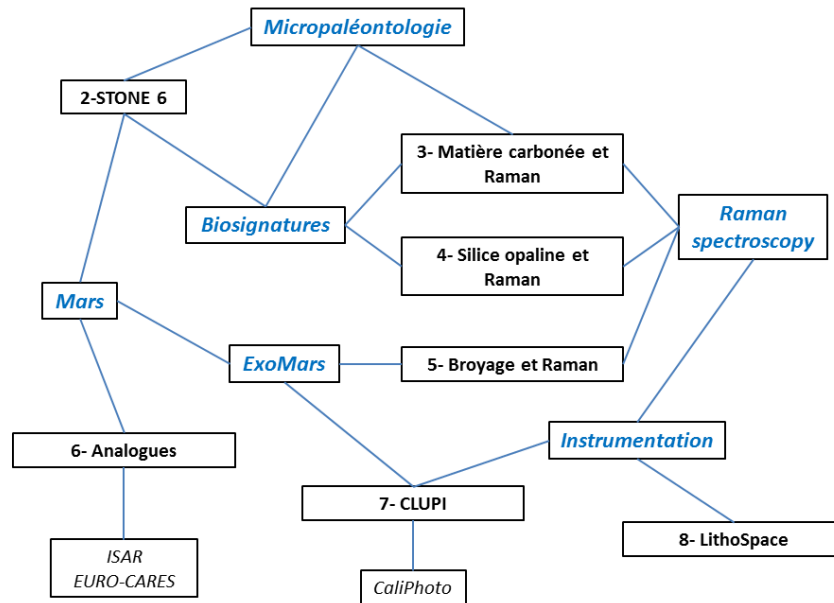 Micropaléontologie
2-STONE 6
3- Matière carbonée et
Raman
Biosignatures
Raman
spectroscopy
4- Silice opaline et
Raman
Mars
ExoMars
5- Broyage et Raman
6- Analogues
Instrumentation
7- CLUPI
8- LithoSpace
ISAR
EURO-CARES
CaliPhoto